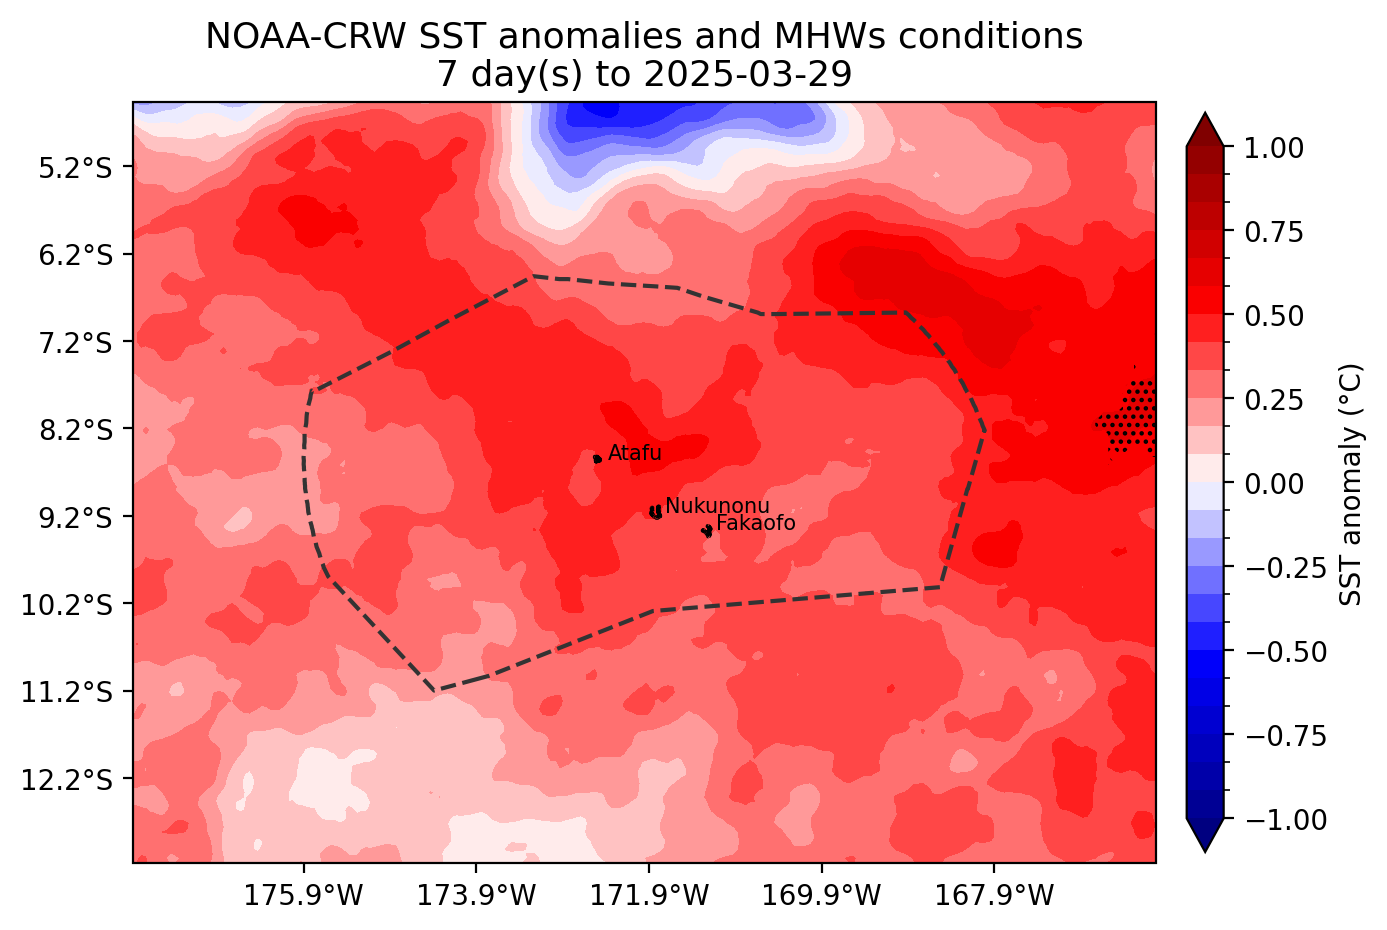 NOAA-CRW SST anomalies and MHWs conditions
7 day(s) to 2025-03-29
5.2°S
6.2°S
7.2°S
8.2°S
9.2°S
10.2°S
11.2°S
12.2°S
Atafu
Nukunonu
Fakaofo
175.9°W
173.9°W
171.9°W
169.9°W
167.9°W
1.00
0.75
0.50
0.25
0.00
−0.25
−0.50
−0.75
−1.00
SST anomaly (°C)